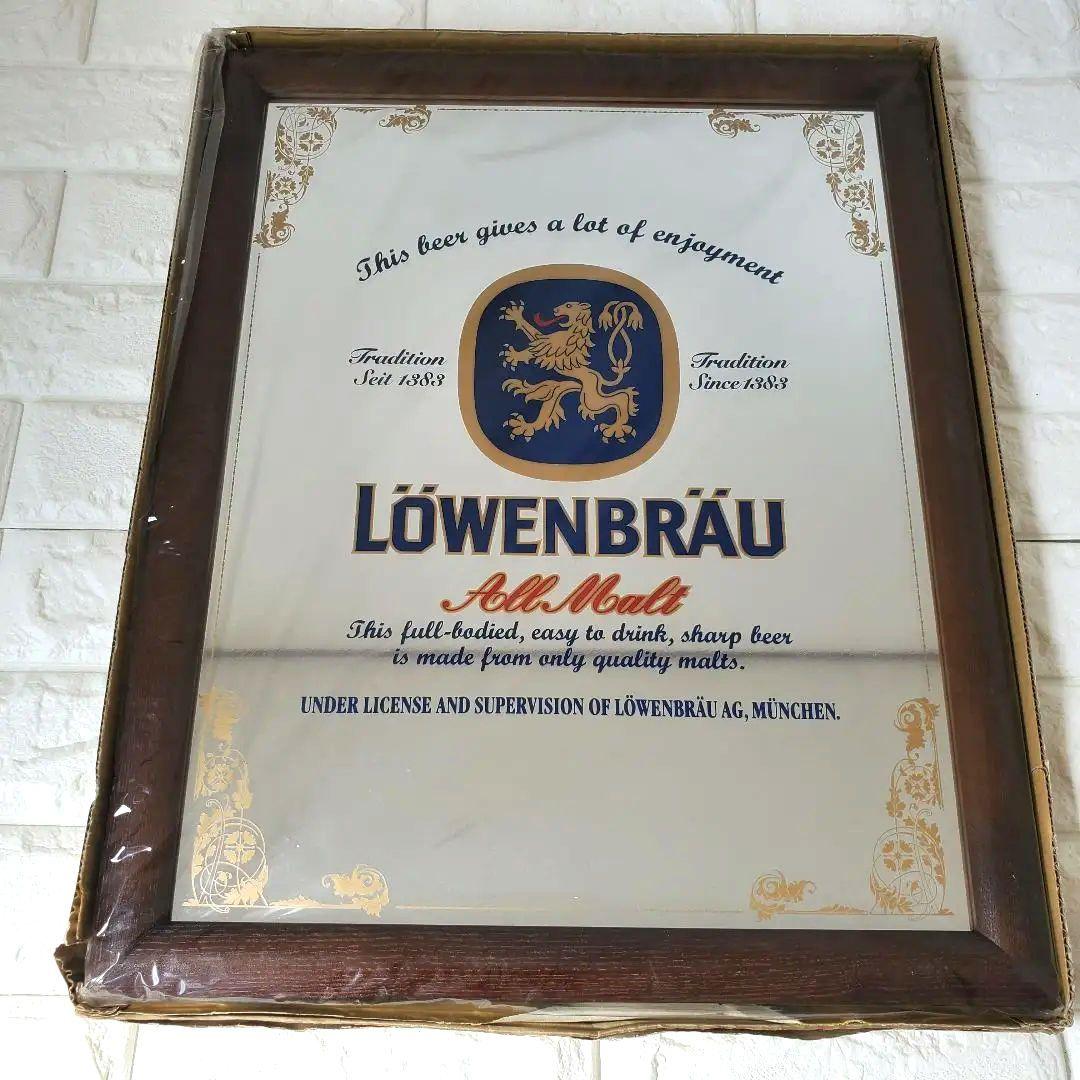 This beer gives a lot of enjoyment
Tradition
Seit 1383
Tradition
Since 1383
LÖWENBRÄU
All Malt
This full-bodied, easy to drink, sharp beer
is made from only quality malts.
UNDER LICENSE AND SUPERVISION OF LÖWENBRÄU AG, MÜNCHEN.